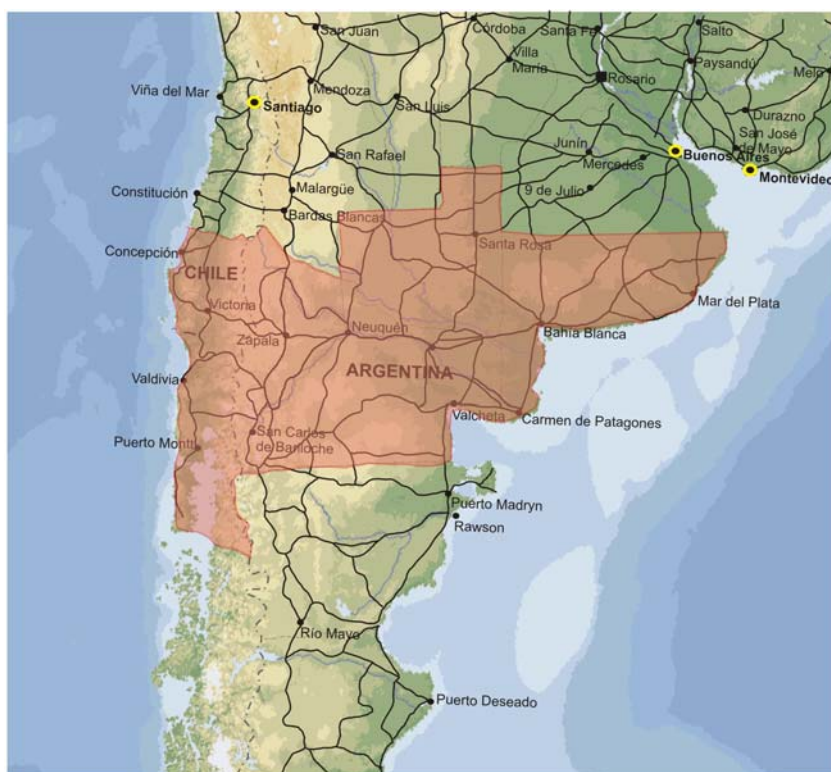 San Juan
Córdoba
Santa Fé
Salto
Villa
María
Paysandú
Melo
Viña del Mar
Mendoza
Rosario
Santiago
San Luis
Durazno
San José
de Mayo
Junín
Buenos Aires
San Rafael
Mercedes
Montevideo
Constitución
Malargüe
9 de Julio
Bardas Blancas
Concepción
Santa Rosa
CHILE
Mar del Plata
Victoria
Neuquén
Bahía Blanca
Zapala
Valdivia
ARGENTINA
Valcheta
Carmen de Patagones
San Carlos
de Bariloche
Puerto Montt
Puerto Madryn
Rawson
Río Mayo
Puerto Deseado